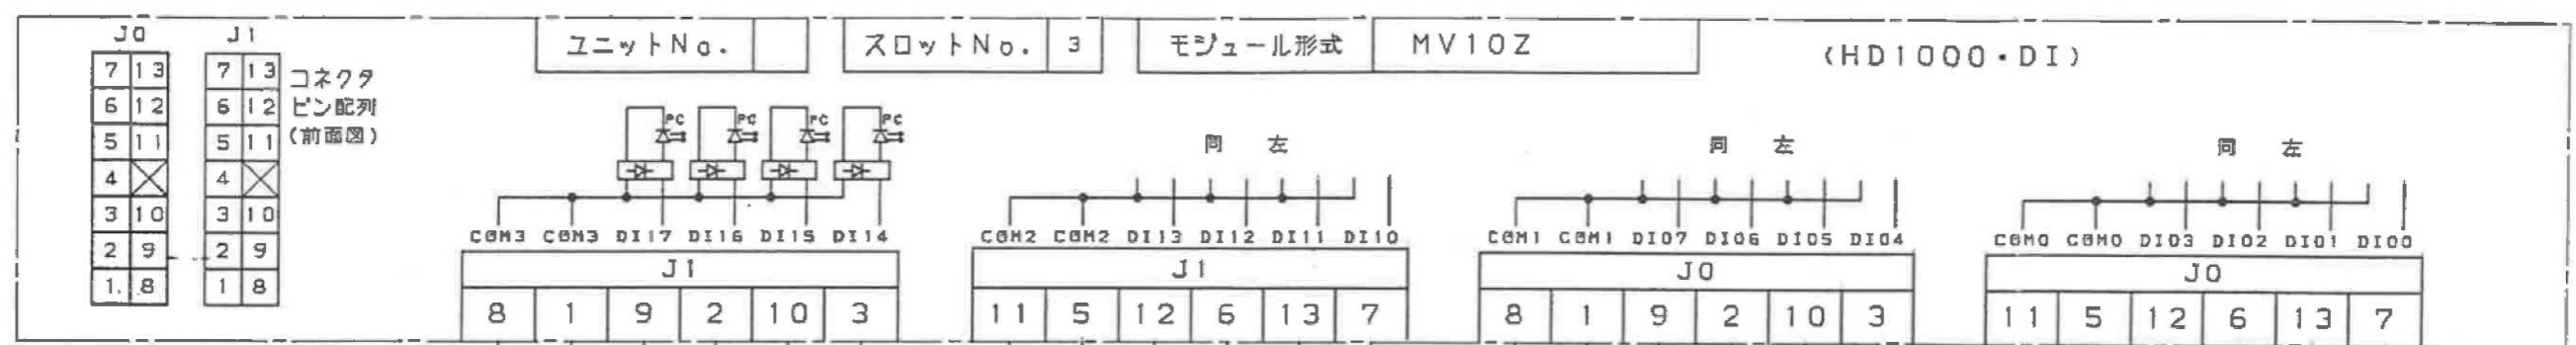 J0 J1
ユニットNo.
スロットNo. 3
モジュール形式 MV10Z
(HD1000・DI)
7 13 7 13
6 12 6 12
5 11 5 11
4 4
3 10 3 10
2 9 2 9
1. 8 1 8
コネクタ
ピン配列
(前面図)
PC PC PC PC
同 左
同 左
同 左
COM3 COM3 DI17 DI16 DI15 DI14
J1
8 1 9 2 10 3
COM2 COM2 DI13 DI12 DI11 DI10
J1
11 5 12 6 13 7
COM1 COM1 DI07 DI06 DI05 DI04
J0
8 1 9 2 10 3
COM0 COM0 DI03 DI02 DI01 DI00
J0
11 5 12 6 13 7